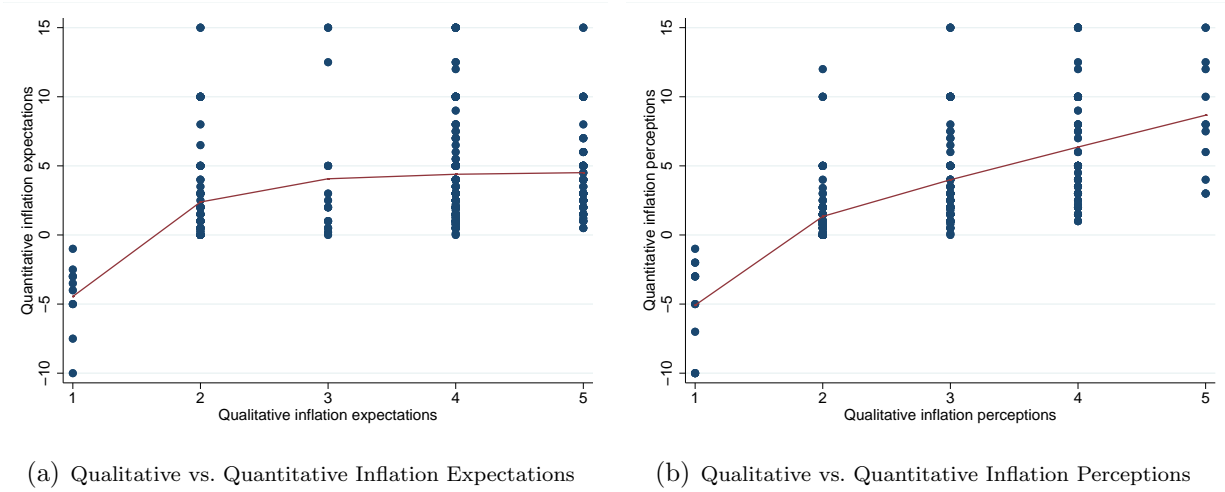 Quantitative inflation expectations
15
10
5
0
−5
−10
1 2 3 4 5
Qualitative inflation expectations
(a) Qualitative vs. Quantitative Inflation Expectations
Quantitative inflation perceptions
15
10
5
0
−5
−10
1 2 3 4 5
Qualitative inflation perceptions
(b) Qualitative vs. Quantitative Inflation Perceptions